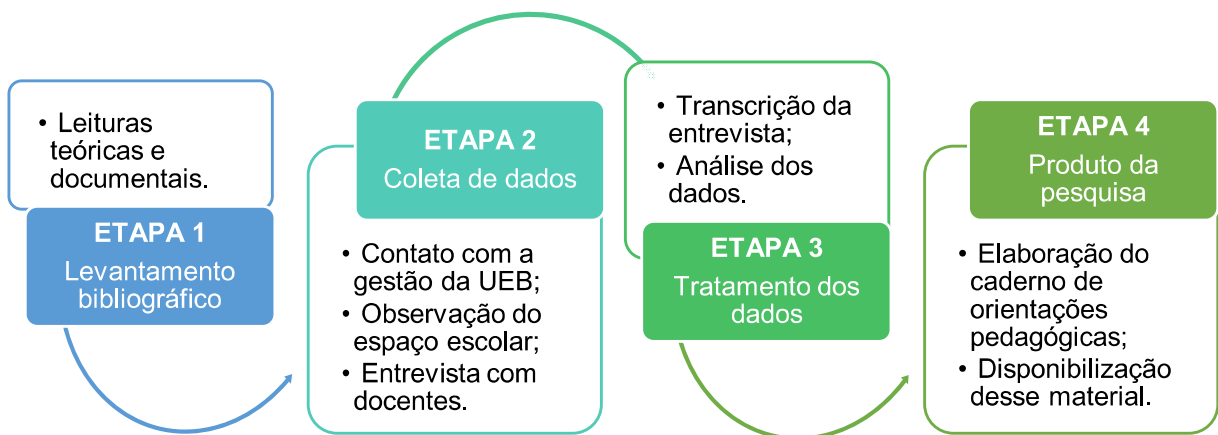 • Leituras
teóricas e
documentais.
ETAPA 1
Levantamento
bibliográfico
ETAPA 2
Coleta de dados
• Contato com a
gestão da UEB;
• Observação do
espaço escolar;
• Entrevista com
docentes.
• Transcrição da
entrevista;
• Análise dos
dados.
ETAPA 3
Tratamento dos
dados
ETAPA 4
Produto da
pesquisa
• Elaboração do
caderno de
orientações
pedagógicas;
• Disponibilização
desse material.